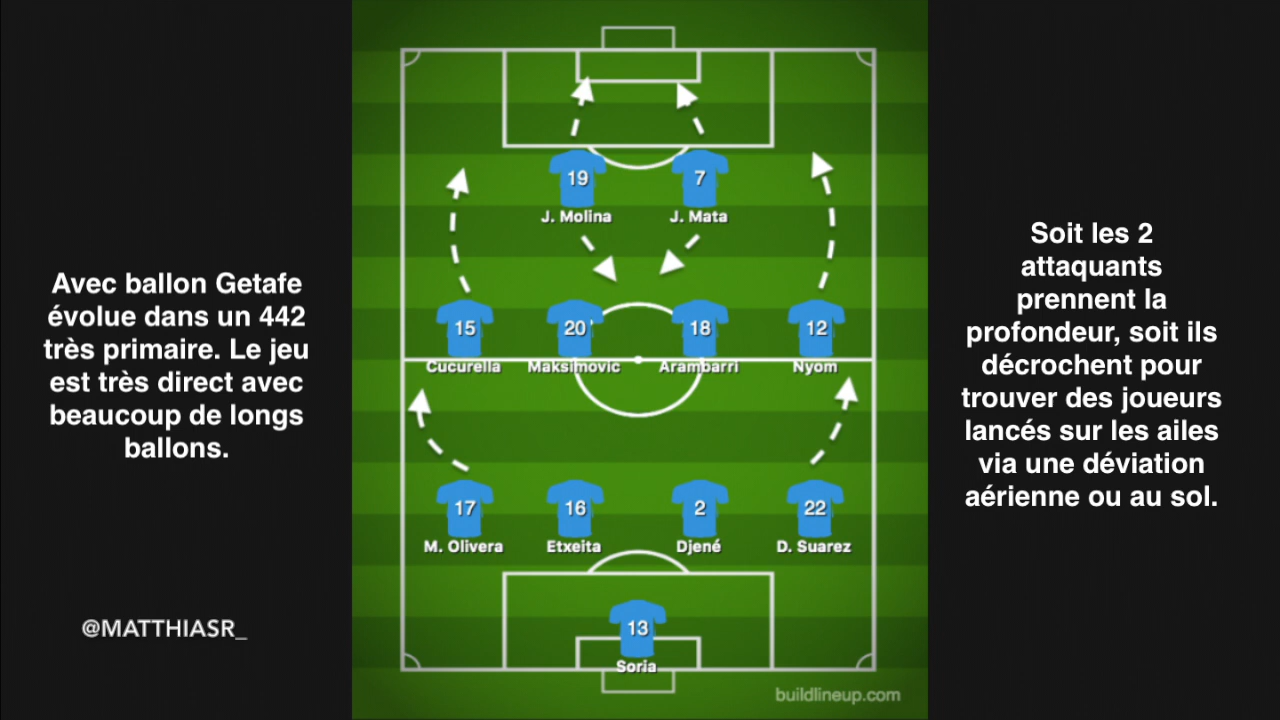 Avec ballon Getafe
évolue dans un 442
très primaire. Le jeu
est très direct avec
beaucoup de longs
ballons.
@MATTHIASR_
19
7
J. Molina
J. Mata
15
20
18
12
Cucurella
Maksimovic
Arambarri
Nyom
17
16
2
22
M. Olivera
Etxeita
Djené
D. Suarez
13
Soria
buildlineup.com
Soit les 2
attaquants
prennent la
profondeur, soit ils
décrochent pour
trouver des joueurs
lancés sur les ailes
via une déviation
aérienne ou au sol.